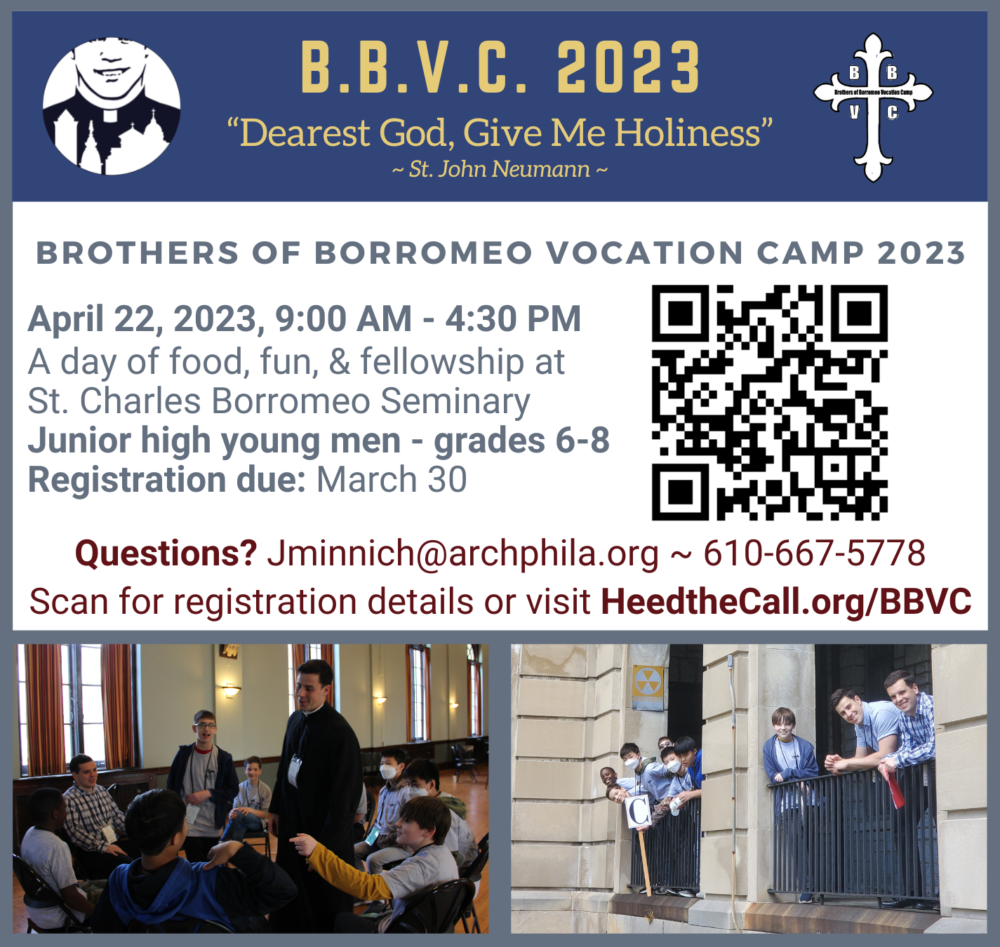 B.B.V.C. 2023
“Dearest God, Give Me Holiness”
~ St. John Neumann ~
B B
Brothers of Borromeo Vocation Camp
V C
BROTHERS OF BORROMEO VOCATION CAMP 2023
April 22, 2023, 9:00 AM - 4:30 PM
A day of food, fun, & fellowship at
St. Charles Borromeo Seminary
Junior high young men - grades 6-8
Registration due: March 30
Questions? Jminnich@archphila.org ~ 610-667-5778
Scan for registration details or visit HeedtheCall.org/BBVC
C